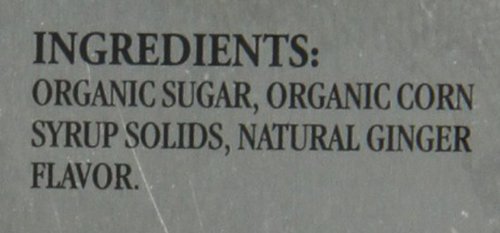 INGREDIENTS:
ORGANIC SUGAR, ORGANIC CORN
SYRUP SOLIDS, NATURAL GINGER
FLAVOR.